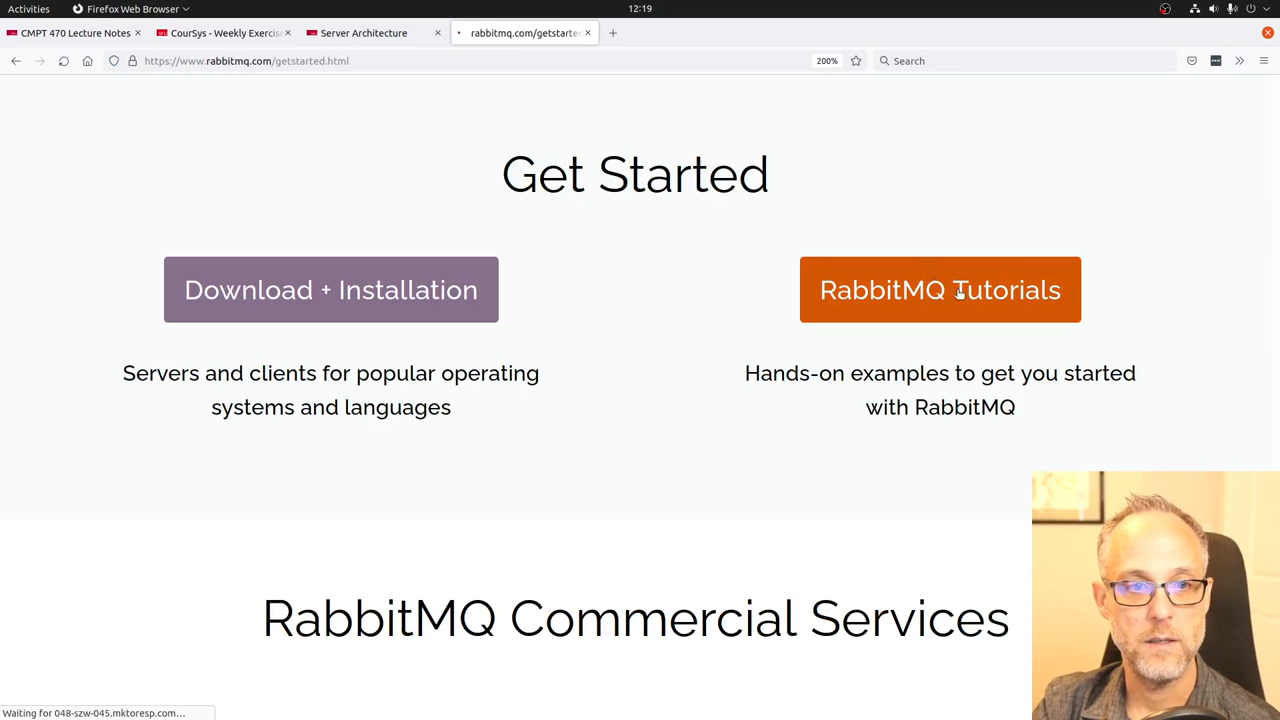 Activities
Firefox Web Browser
12:19
CMPT 470 Lecture Notes
CourSys - Weekly Exercise
Server Architecture
rabbitmq.com/getstarted
https://www.rabbitmq.com/getstarted.html
200%
Search
Get Started
Download + Installation
RabbitMQ Tutorials
Servers and clients for popular operating
systems and languages
Hands-on examples to get you started
with RabbitMQ
RabbitMQ Commercial Services
Waiting for 048-szw-045.mktoresp.com…